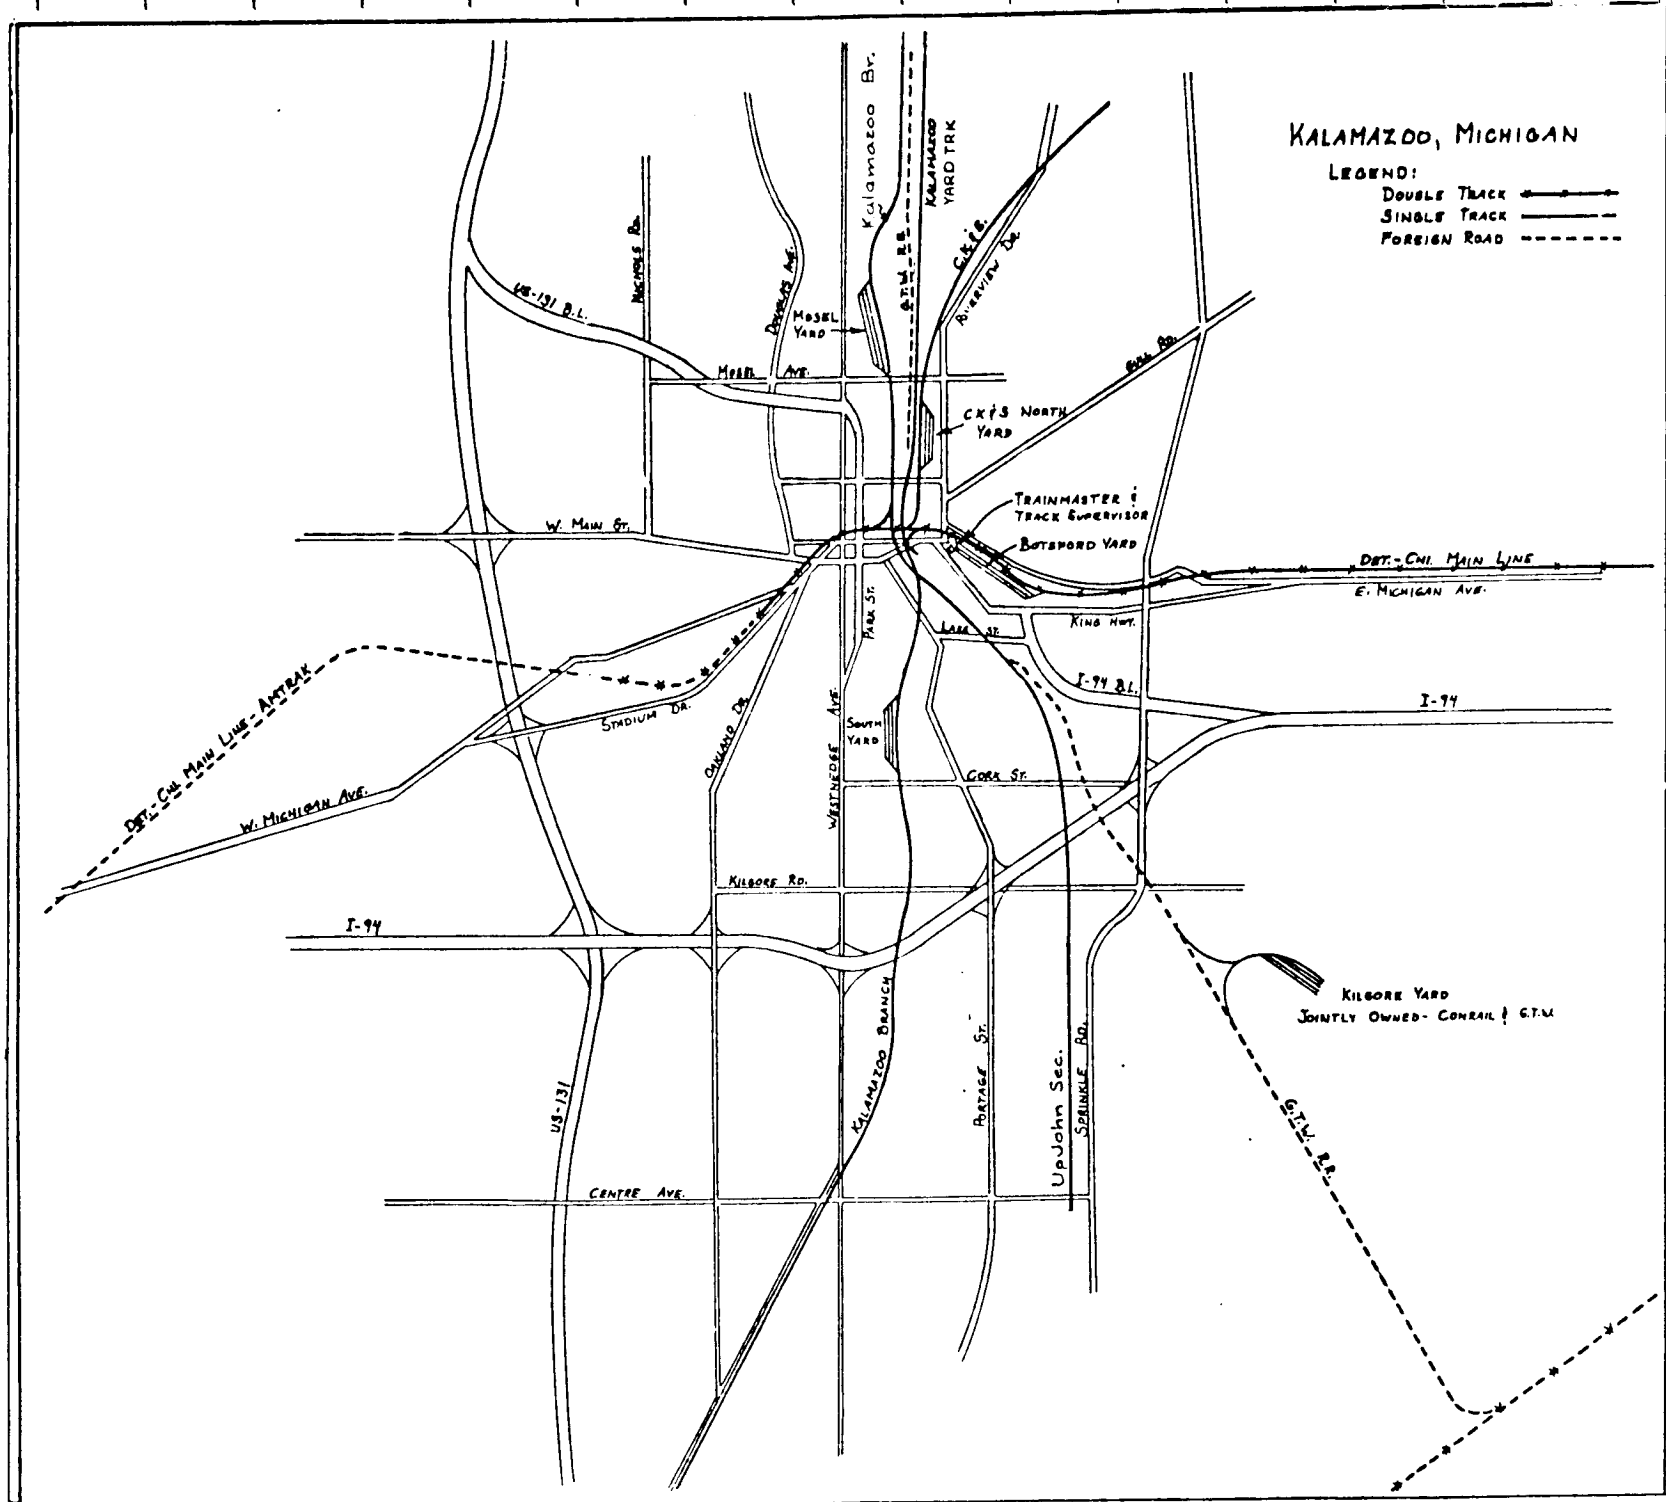 KALAMAZOO, MICHIGAN
LEGEND:
DOUBLE TRACK
SINGLE TRACK
FOREIGN ROAD
Kalamazoo Br.
G.T.W. R.R.
KALAMAZOO
YARD TRK
RIVERVIEW DR.
NICHOLS RD.
DOUGLAS AVE.
US-131 B.L.
MOSEL
YARD
MOSEL AVE.
GULL RD.
CK&S NORTH
YARD
TRAINMASTER &
TRACK SUPERVISOR
BOTSFORD YARD
W. MAIN ST.
DET.-CHI. MAIN LINE
E. MICHIGAN AVE.
KING HWY.
PARK ST.
LAKE ST.
I-94 B.L.
I-94
DET.-CHI. MAIN LINE-AMTRAK
STADIUM DR.
OAKLAND DR.
WESTNEDGE AVE.
SOUTH
YARD
CORK ST.
W. MICHIGAN AVE.
KILGORE RD.
I-94
KILGORE YARD
JOINTLY OWNED-CONRAIL & G.T.W.
KALAMAZOO BRANCH
PORTAGE ST.
UpJohn Sec.
SPRINKLE RD.
US-131
G.T.W. R.R.
CENTRE AVE.